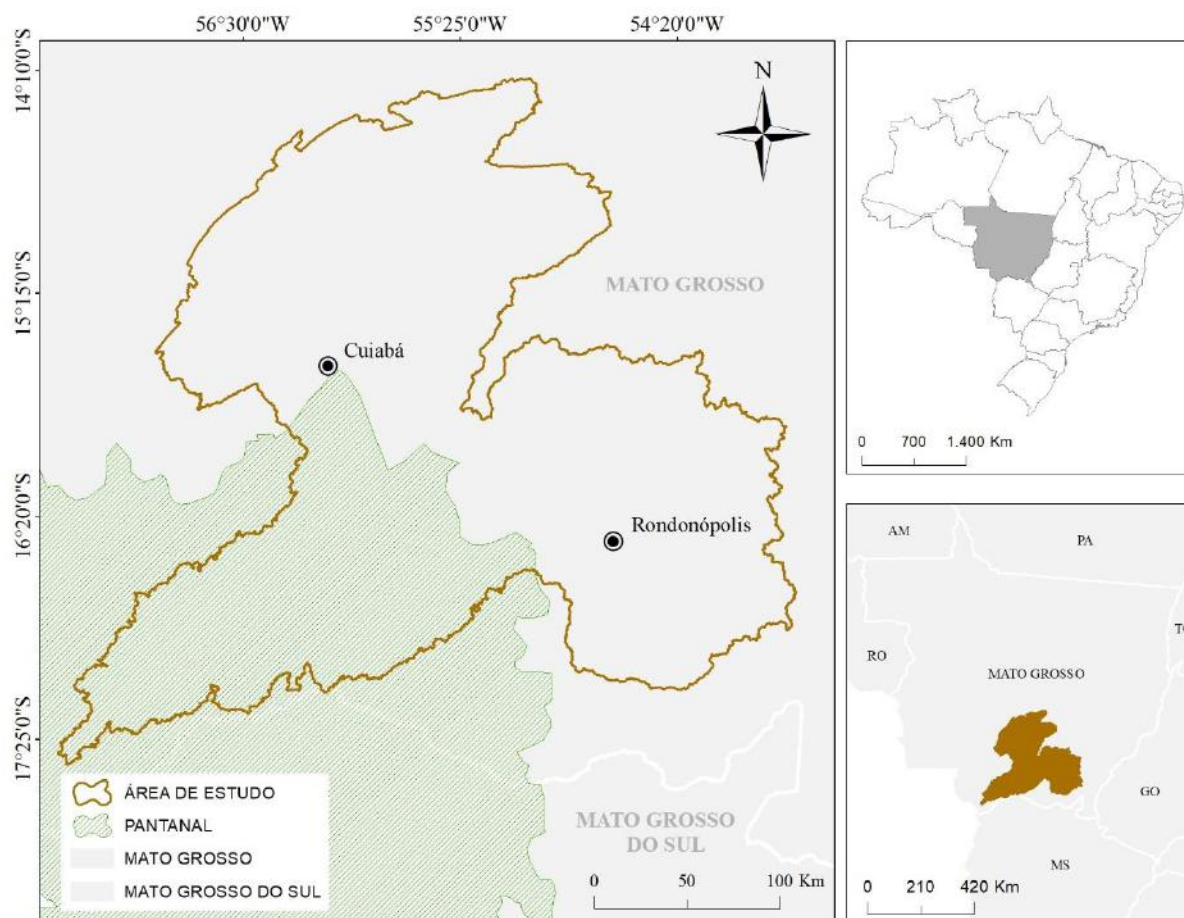 56°30'0"W
55°25'0"W
54°20'0"W
14°10'0"S
15°15'0"S
16°20'0"S
17°25'0"S
N
MATO GROSSO
Cuiabá
Rondonópolis
MATO GROSSO
DO SUL
0 50 100 Km
ÁREA DE ESTUDO
PANTANAL
MATO GROSSO
MATO GROSSO DO SUL
0 700 1.400 Km
AM
PA
RO
MATO GROSSO
GO
MS
0 210 420 Km